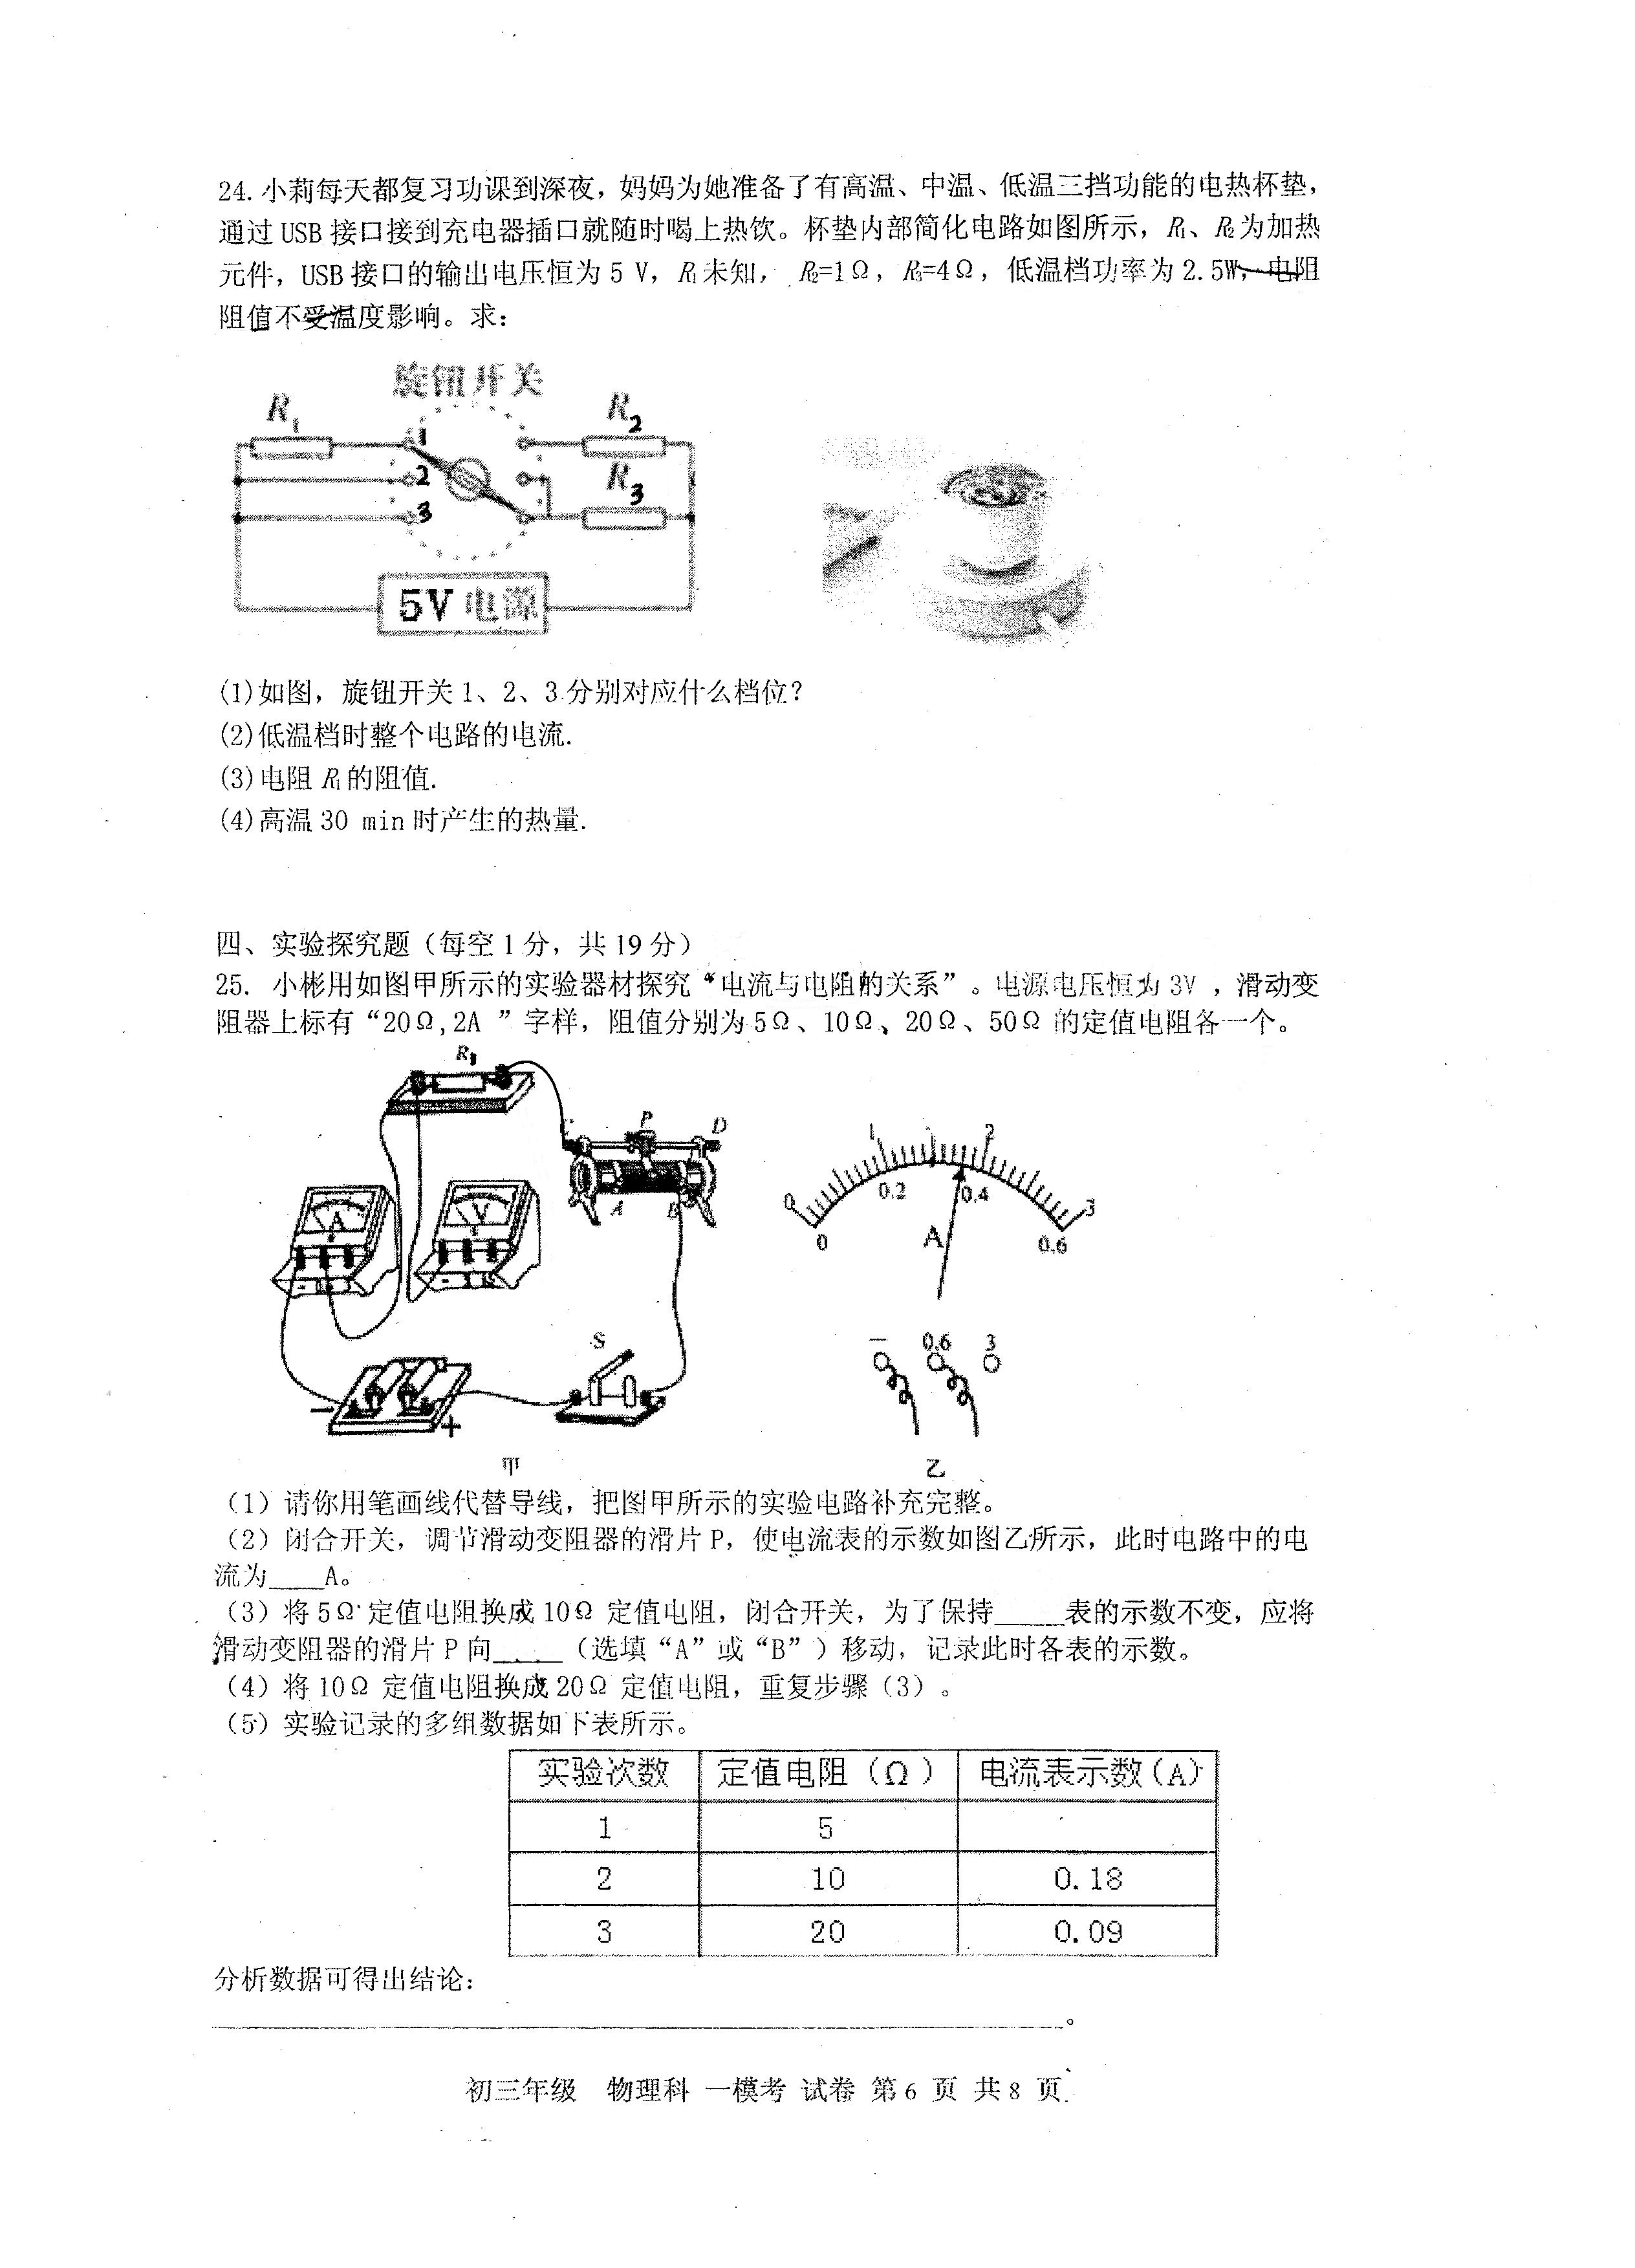 24. 小莉每天都复习功课到深夜，妈妈为她准备了有高温、中温、低温三挡功能的电热杯垫，
通过 USB 接口接到充电器插口就随时喝上热饮。杯垫内部简化电路如图所示，R₁、R₂为加热
元件，USB 接口的输出电压恒为 5 V，R₁未知，R₂=1Ω，R₃=4Ω，低温档功率为 2.5W，电阻
阻值不受温度影响。求：
旋钮开关
R₁
R₂
1
2
R₃
3
5V 电源
(1)如图，旋钮开关 1、2、3 分别对应什么档位？
(2)低温档时整个电路的电流.
(3)电阻 R₁的阻值.
(4)高温 30 min 时产生的热量.
四、实验探究题（每空 1 分，共 19 分）
25. 小彬用如图甲所示的实验器材探究“电流与电阻的关系”。电源电压恒为 3V ，滑动变
阻器上标有“20Ω,2A ”字样，阻值分别为 5Ω、10Ω、20Ω、50Ω 的定值电阻各一个。
P D
A B
A
V
S
- +
甲
0 1 2 3
0 0.2 0.4 0.6
A
- 0.6 3
乙
（1）请你用笔画线代替导线，把图甲所示的实验电路补充完整。
（2）闭合开关，调节滑动变阻器的滑片 P，使电流表的示数如图乙所示，此时电路中的电
流为____A。
（3）将 5Ω 定值电阻换成 10Ω 定值电阻，闭合开关，为了保持_____表的示数不变，应将
滑动变阻器的滑片 P 向_____（选填“A”或“B”）移动，记录此时各表的示数。
（4）将 10Ω 定值电阻换成 20Ω 定值电阻，重复步骤（3）。
（5）实验记录的多组数据如下表所示。
实验次数 定值电阻（Ω） 电流表示数（A）
1 5
2 10 0.18
3 20 0.09
分析数据可得出结论：
____________________________________________________________。
初三年级 物理科 一模考 试卷 第 6 页 共 8 页